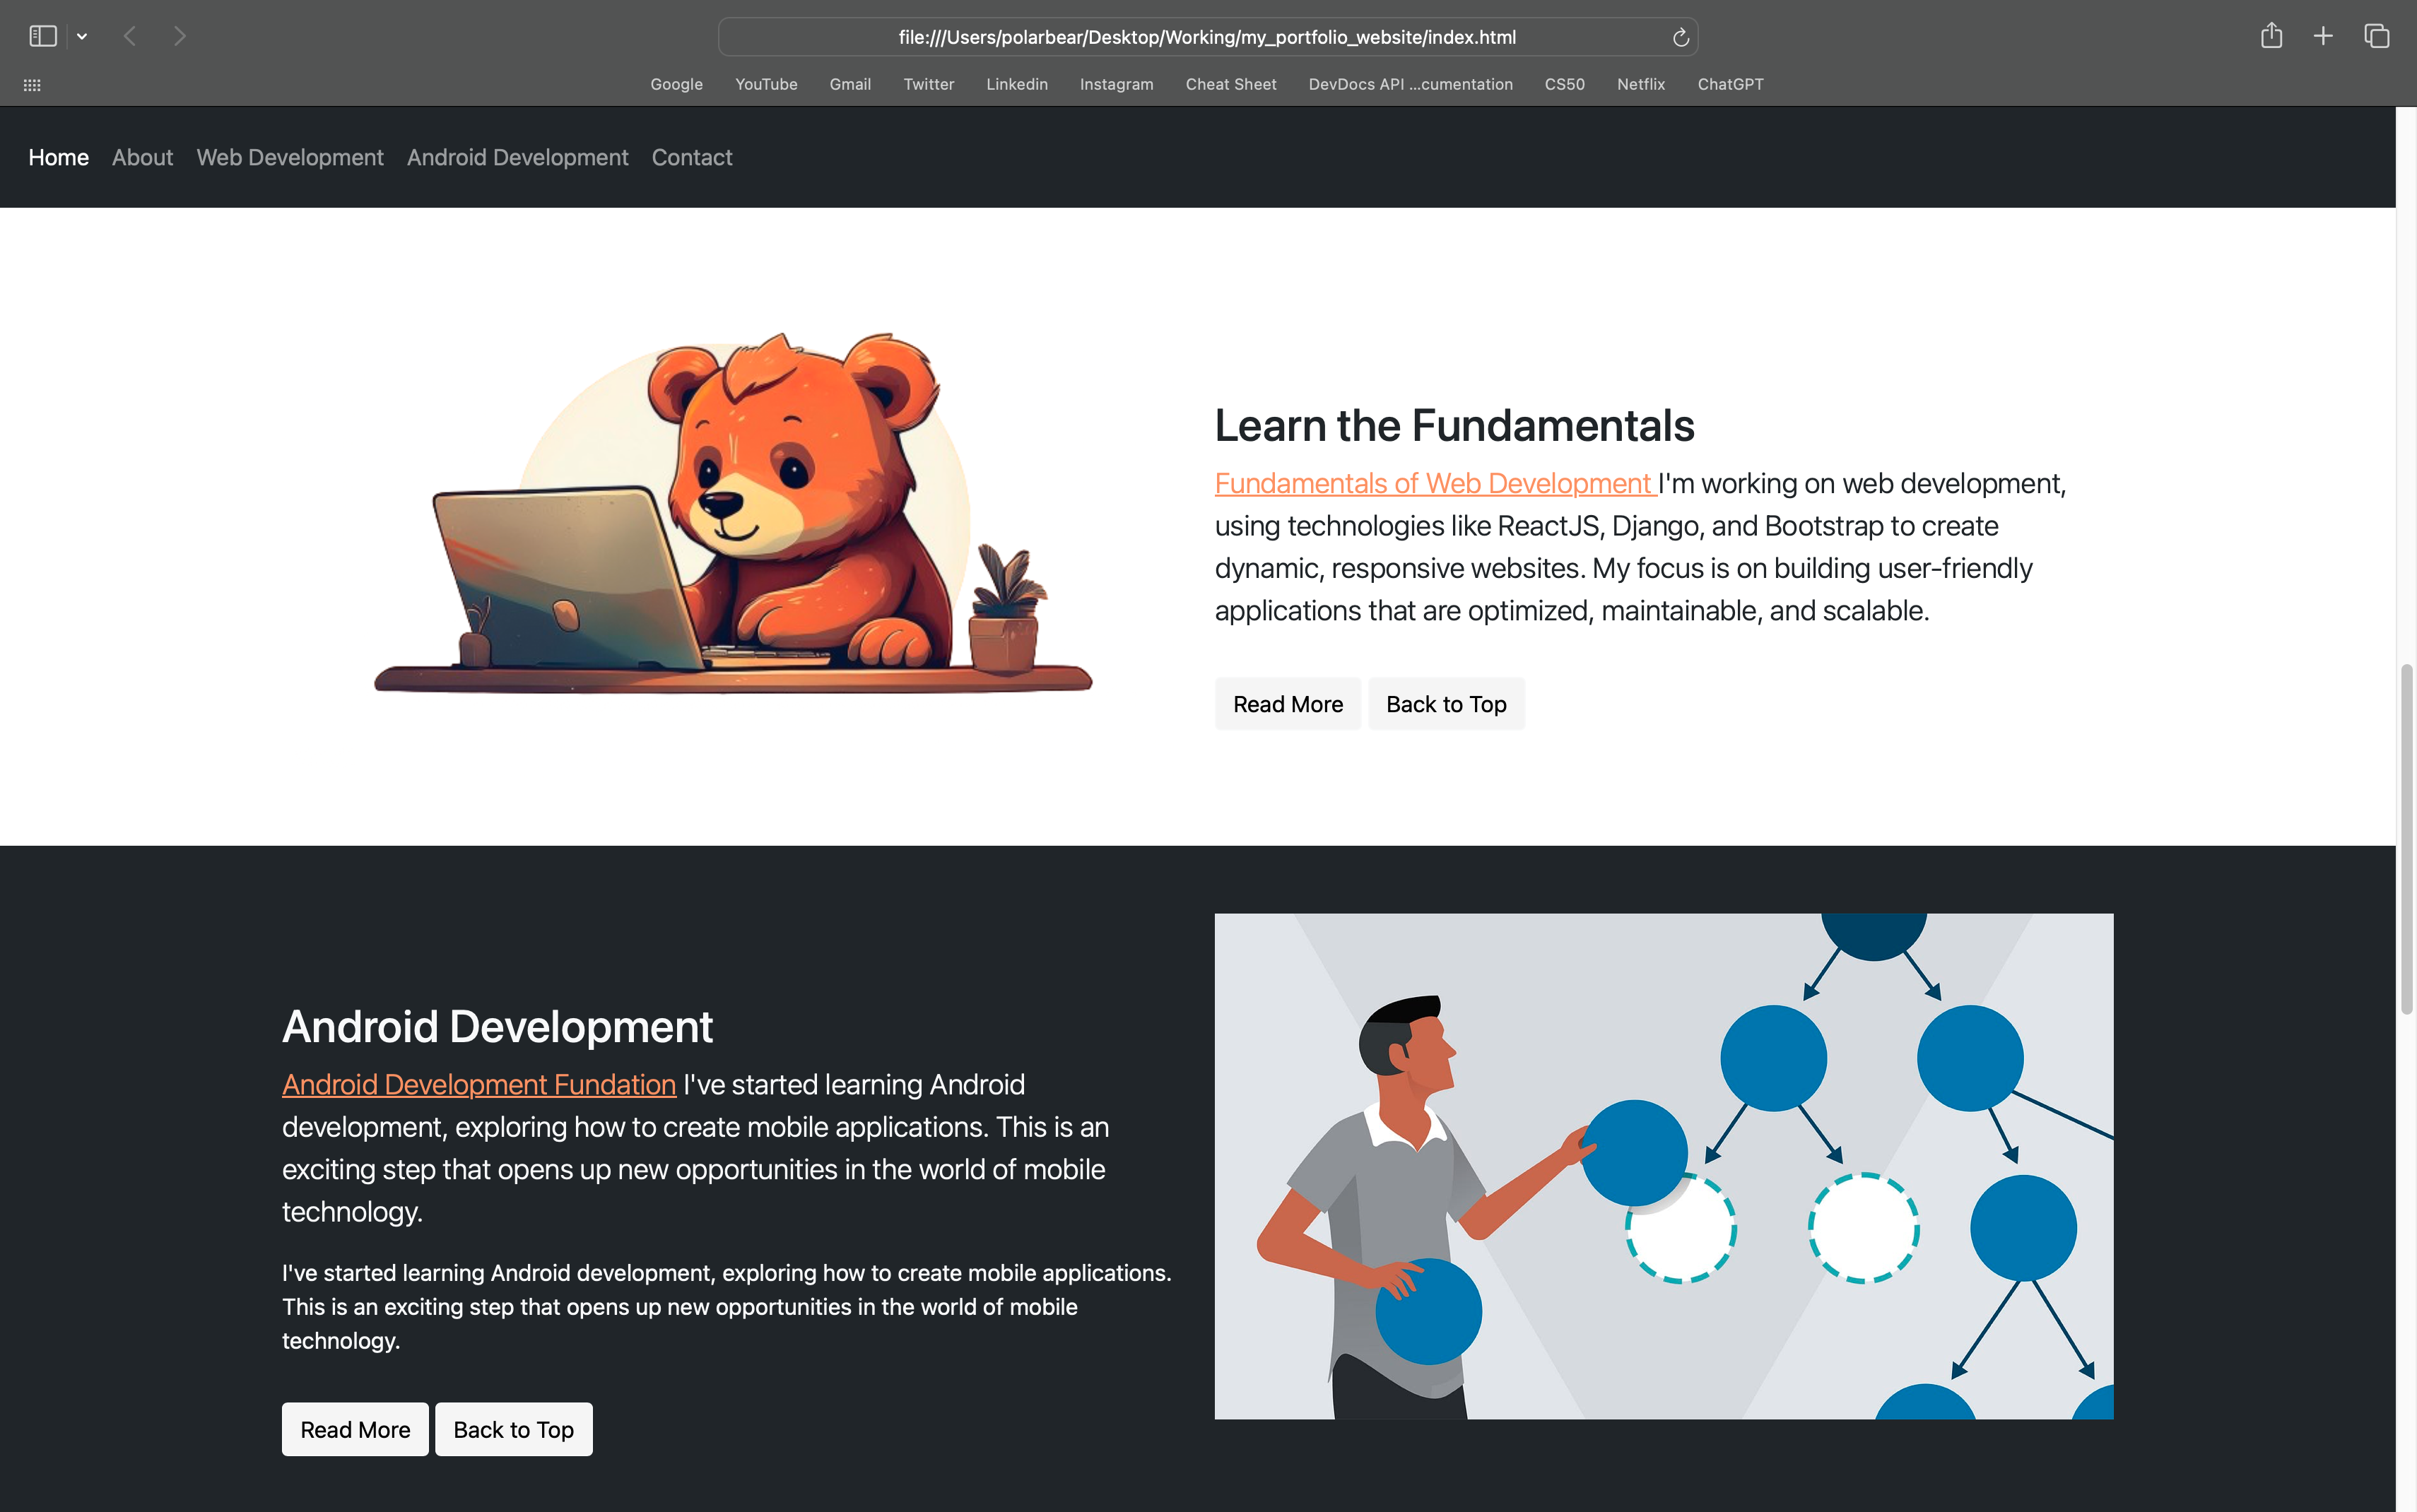 file:///Users/polarbear/Desktop/Working/my_portfolio_website/index.html
Google YouTube Gmail Twitter Linkedin Instagram Cheat Sheet DevDocs API ...cumentation CS50 Netflix ChatGPT
Home About Web Development Android Development Contact
Learn the Fundamentals
Fundamentals of Web Development I'm working on web development,
using technologies like ReactJS, Django, and Bootstrap to create
dynamic, responsive websites. My focus is on building user-friendly
applications that are optimized, maintainable, and scalable.
Read More Back to Top
Android Development
Android Development Fundation I've started learning Android
development, exploring how to create mobile applications. This is an
exciting step that opens up new opportunities in the world of mobile
technology.
I've started learning Android development, exploring how to create mobile applications.
This is an exciting step that opens up new opportunities in the world of mobile
technology.
Read More Back to Top